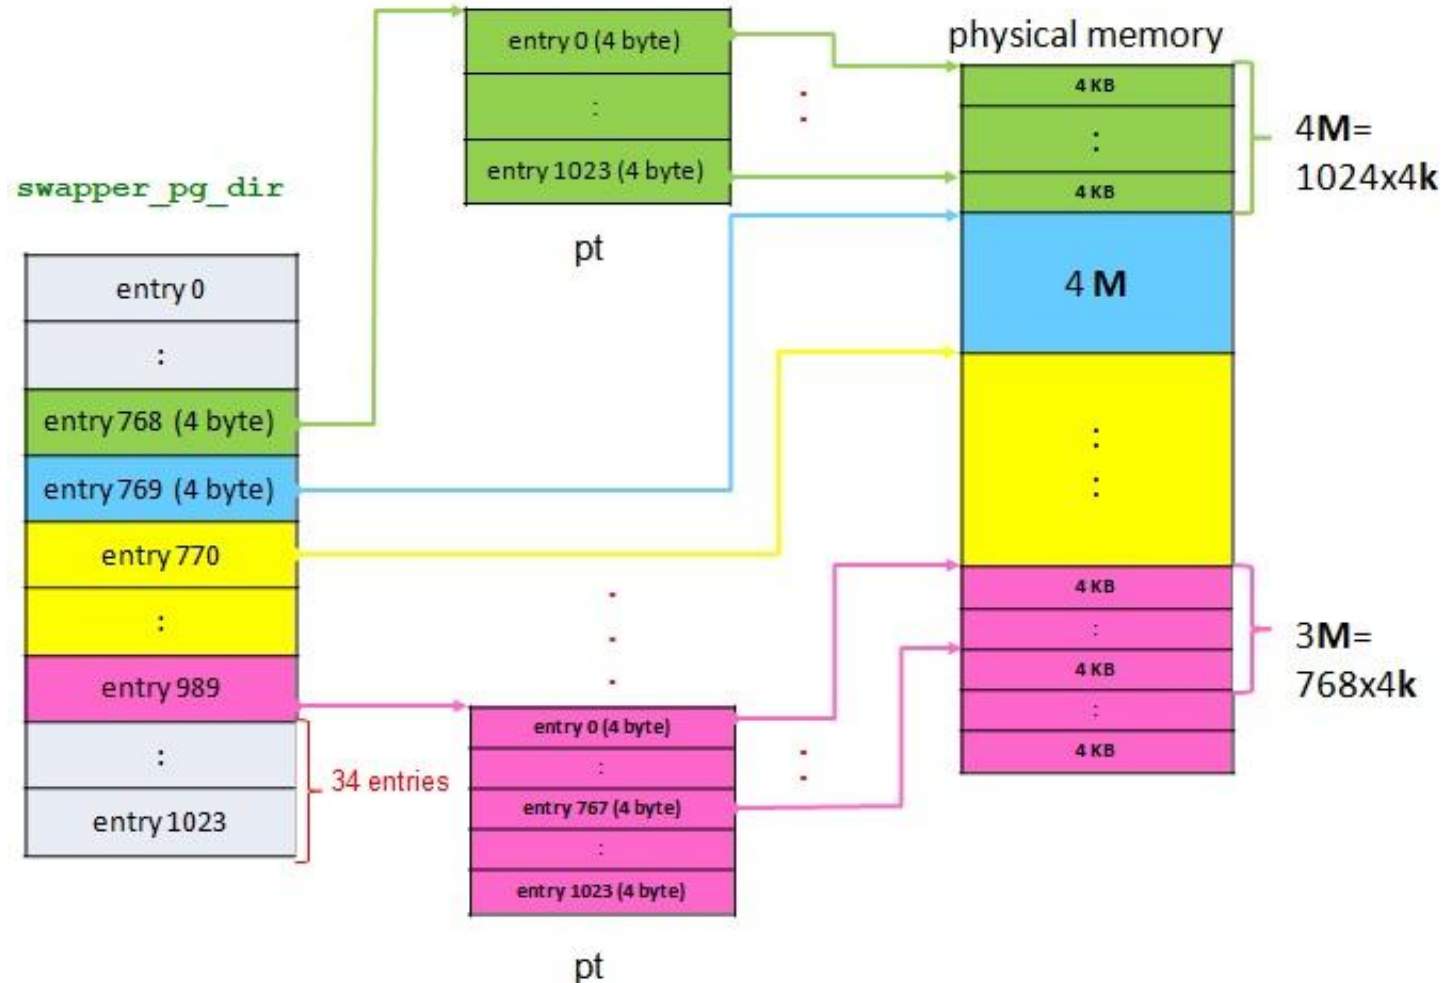 swapper_pg_dir
entry 0
:
entry 768 (4 byte)
entry 769 (4 byte)
entry 770
:
entry 989
:
entry 1023
34 entries
entry 0 (4 byte)
:
entry 1023 (4 byte)
pt
entry 0 (4 byte)
:
entry 767 (4 byte)
:
entry 1023 (4 byte)
pt
physical memory
4 KB
:
4 KB
4 M
:
:
4 KB
:
4 KB
:
4 KB
4M=
1024x4k
3M=
768x4k